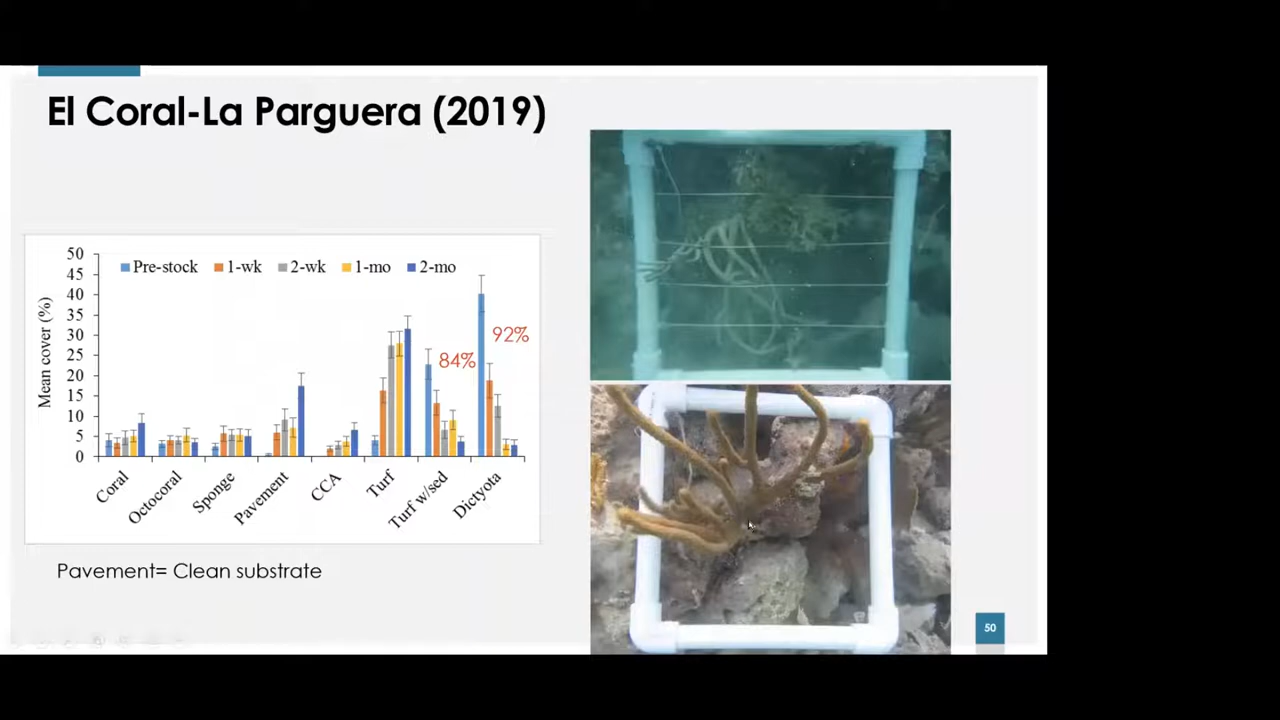 El Coral-La Parguera (2019)
50
45
40
35
30
25
20
15
10
5
0
Mean cover (%)
Pre-stock 1-wk 2-wk 1-mo 2-mo
84%
92%
Coral
Octocoral
Sponge
Pavement
CCA
Turf
Turf w/sed
Dictyota
Pavement= Clean substrate
50